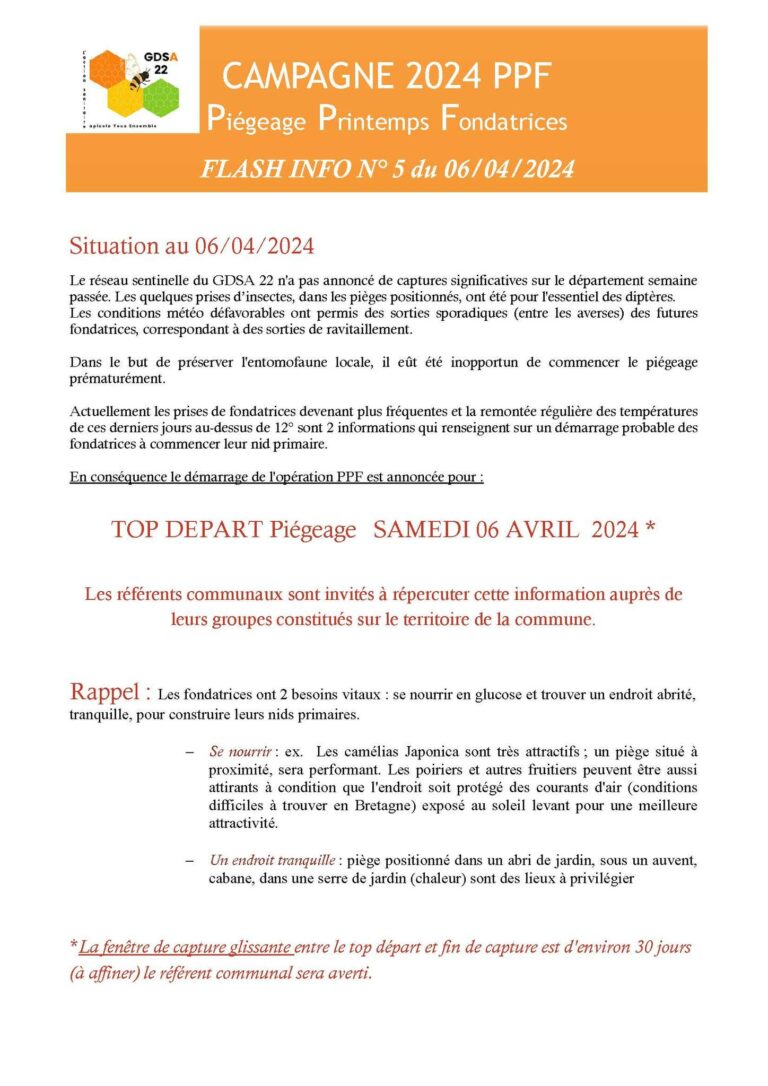 l'action sanitaire
GDSA
22
apicole Tous Ensemble
CAMPAGNE 2024 PPF
Piégeage Printemps Fondatrices
FLASH INFO N° 5 du 06/04/2024
Situation au 06/04/2024
Le réseau sentinelle du GDSA 22 n'a pas annoncé de captures significatives sur le département semaine
passée. Les quelques prises d'insectes, dans les pièges positionnés, ont été pour l'essentiel des diptères.
Les conditions météo défavorables ont permis des sorties sporadiques (entre les averses) des futures
fondatrices, correspondant à des sorties de ravitaillement.
Dans le but de préserver l'entomofaune locale, il eût été inopportun de commencer le piégeage
prématurément.
Actuellement les prises de fondatrices devenant plus fréquentes et la remontée régulière des températures
de ces derniers jours au-dessus de 12° sont 2 informations qui renseignent sur un démarrage probable des
fondatrices à commencer leur nid primaire.
En conséquence le démarrage de l'opération PPF est annoncée pour :
TOP DEPART Piégeage SAMEDI 06 AVRIL 2024 *
Les référents communaux sont invités à répercuter cette information auprès de
leurs groupes constitués sur le territoire de la commune.
Rappel : Les fondatrices ont 2 besoins vitaux : se nourrir en glucose et trouver un endroit abrité,
tranquille, pour construire leurs nids primaires.
– Se nourrir : ex. Les camélias Japonica sont très attractifs ; un piège situé à
proximité, sera performant. Les poiriers et autres fruitiers peuvent être aussi
attirants à condition que l'endroit soit protégé des courants d'air (conditions
difficiles à trouver en Bretagne) exposé au soleil levant pour une meilleure
attractivité.
– Un endroit tranquille : piège positionné dans un abri de jardin, sous un auvent,
cabane, dans une serre de jardin (chaleur) sont des lieux à privilégier
*La fenêtre de capture glissante entre le top départ et fin de capture est d'environ 30 jours
(à affiner) le référent communal sera averti.